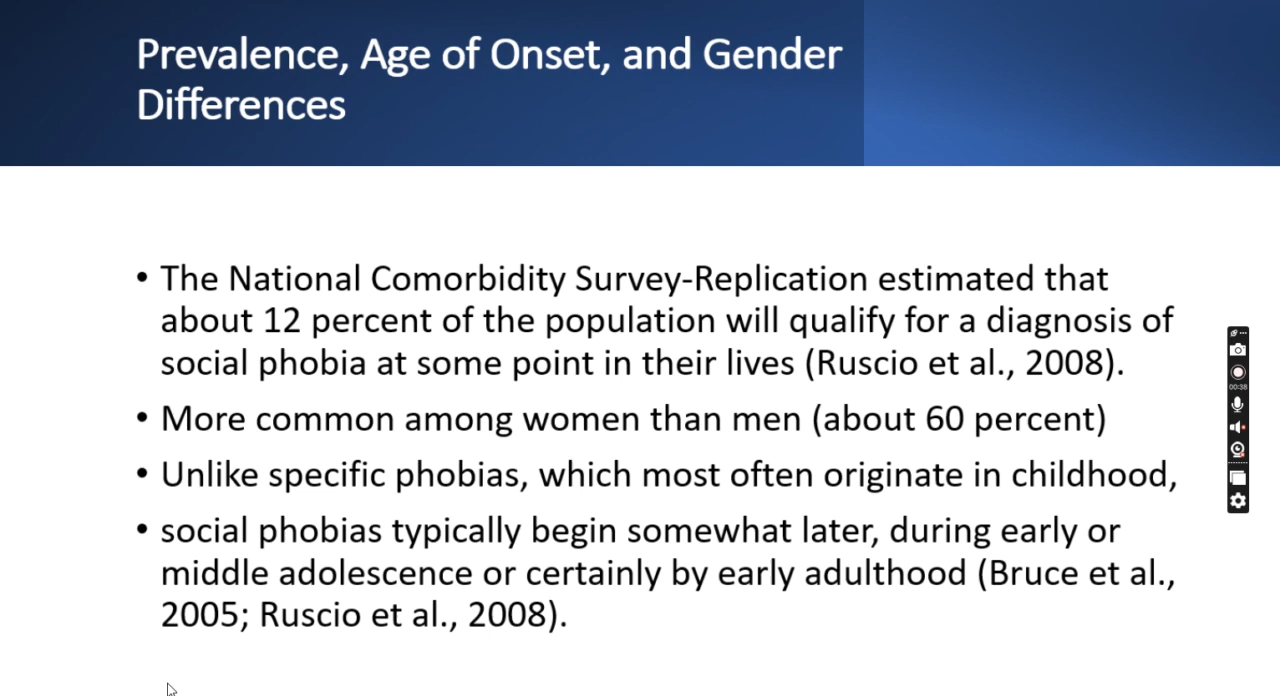 Prevalence, Age of Onset, and Gender
Differences
• The National Comorbidity Survey-Replication estimated that
about 12 percent of the population will qualify for a diagnosis of
social phobia at some point in their lives (Ruscio et al., 2008).
• More common among women than men (about 60 percent)
• Unlike specific phobias, which most often originate in childhood,
• social phobias typically begin somewhat later, during early or
middle adolescence or certainly by early adulthood (Bruce et al.,
2005; Ruscio et al., 2008).
00:38